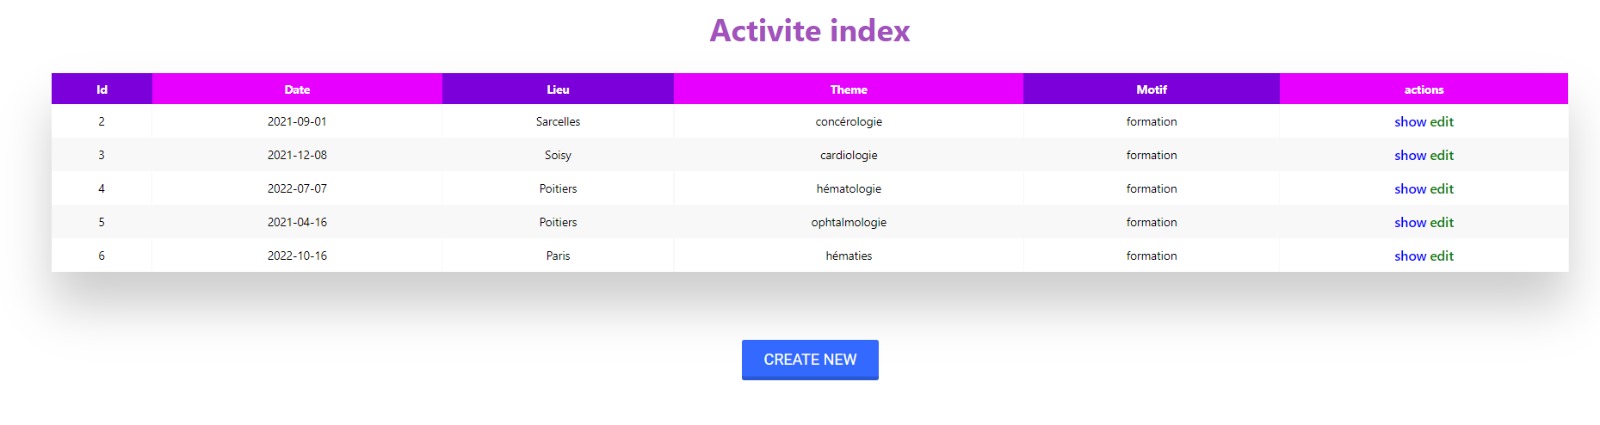 Activite index
Id Date Lieu Theme Motif actions
2 2021-09-01 Sarcelles concérologie formation show edit
3 2021-12-08 Soisy cardiologie formation show edit
4 2022-07-07 Poitiers hématologie formation show edit
5 2021-04-16 Poitiers ophtalmologie formation show edit
6 2022-10-16 Paris hématies formation show edit
CREATE NEW